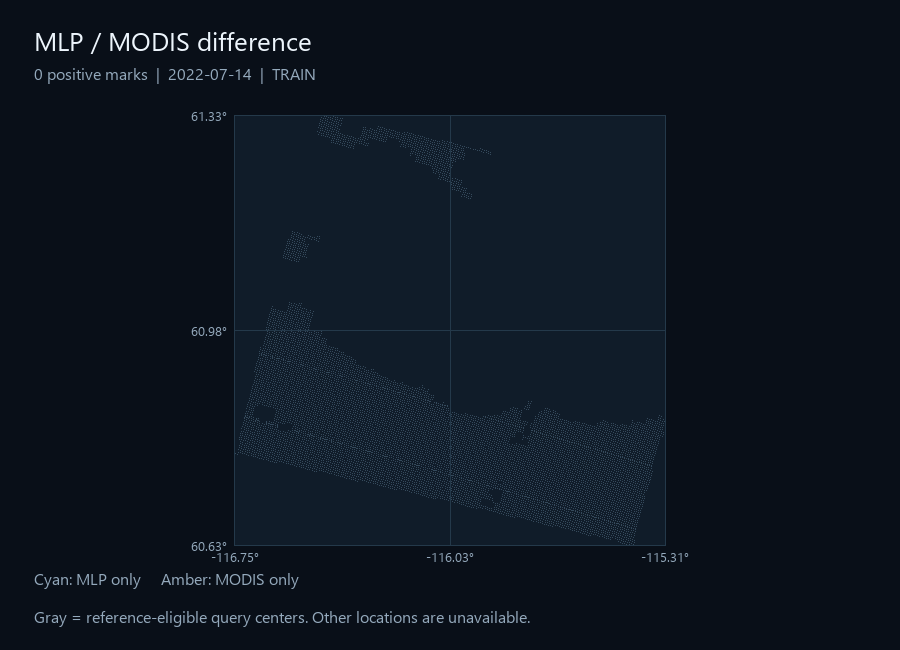 MLP / MODIS difference
0 positive marks | 2022-07-14 | TRAIN
61.33°
60.98°
60.63°
-116.75° -116.03° -115.31°
Cyan: MLP only Amber: MODIS only
Gray = reference-eligible query centers. Other locations are unavailable.